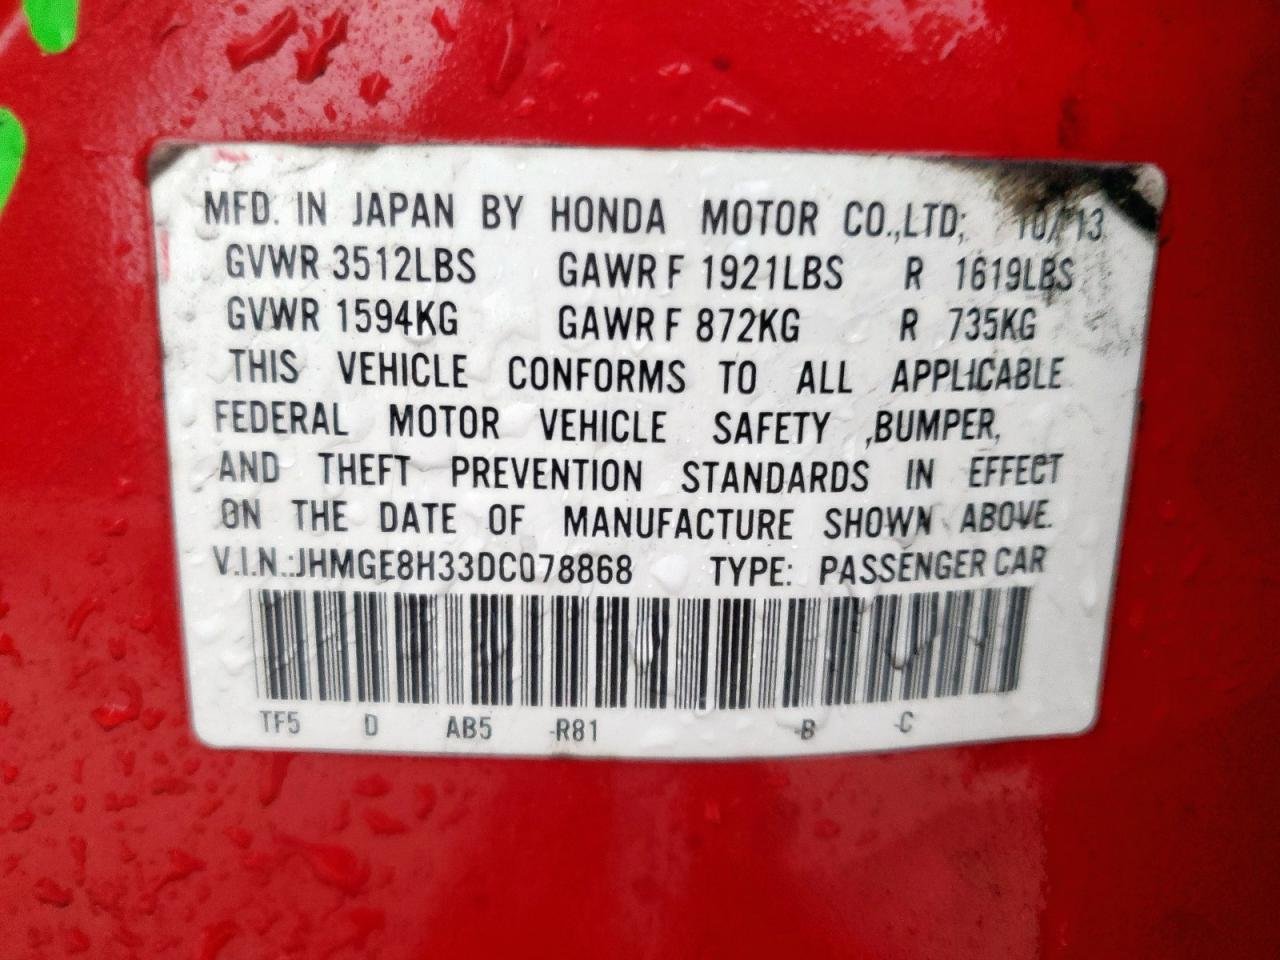 MFD. IN JAPAN BY HONDA MOTOR CO.,LTD; 10/13
GVWR 3512LBS GAWR F 1921LBS R 1619LBS
GVWR 1594KG GAWR F 872KG R 735KG
THIS VEHICLE CONFORMS TO ALL APPLICABLE
FEDERAL MOTOR VEHICLE SAFETY ,BUMPER,
AND THEFT PREVENTION STANDARDS IN EFFECT
ON THE DATE OF MANUFACTURE SHOWN ABOVE.
V.I.N.:JHMGE8H33DC078868 TYPE: PASSENGER CAR
TF5 D AB5 -R81 -B -C